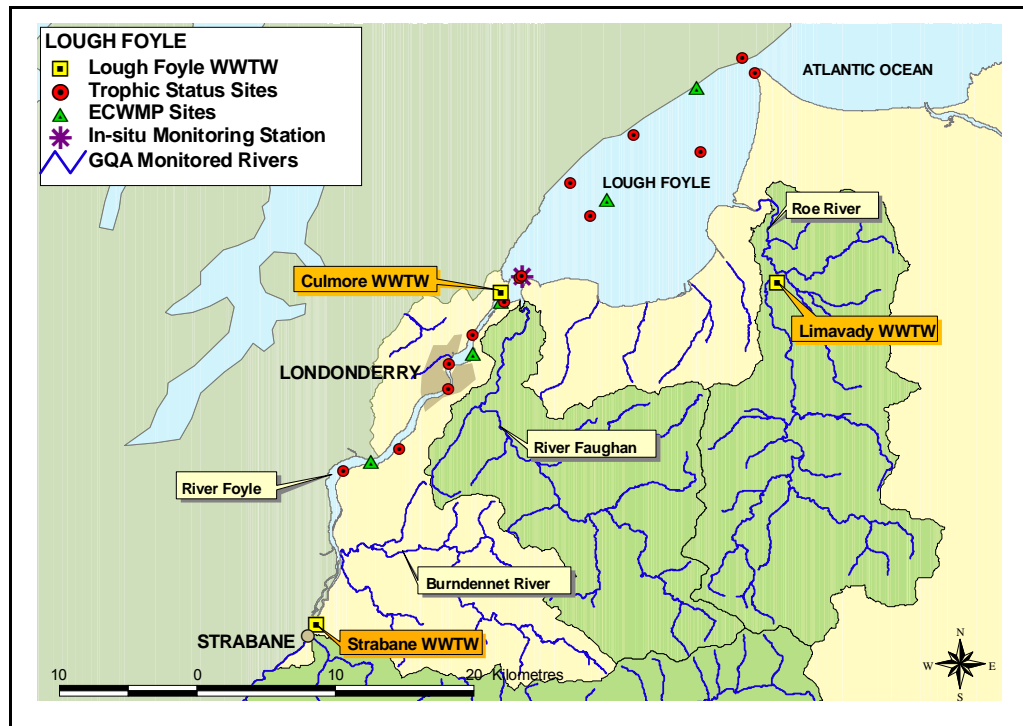 LOUGH FOYLE
Lough Foyle WWTW
Trophic Status Sites
ECWMP Sites
In-situ Monitoring Station
GQA Monitored Rivers
ATLANTIC OCEAN
LOUGH FOYLE
Roe River
Culmore WWTW
Limavady WWTW
LONDONDERRY
River Faughan
River Foyle
Burndennet River
STRABANE
Strabane WWTW
N
W E
S
10 0 10 20 Kilometres